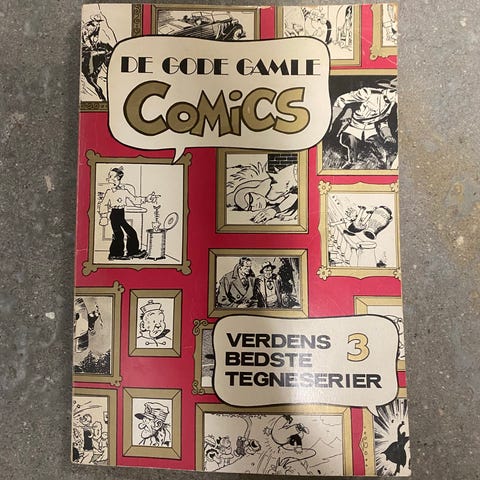 DE GODE GAMLE
COMICS
VERDENS
BEDSTE 3
TEGNESERIER